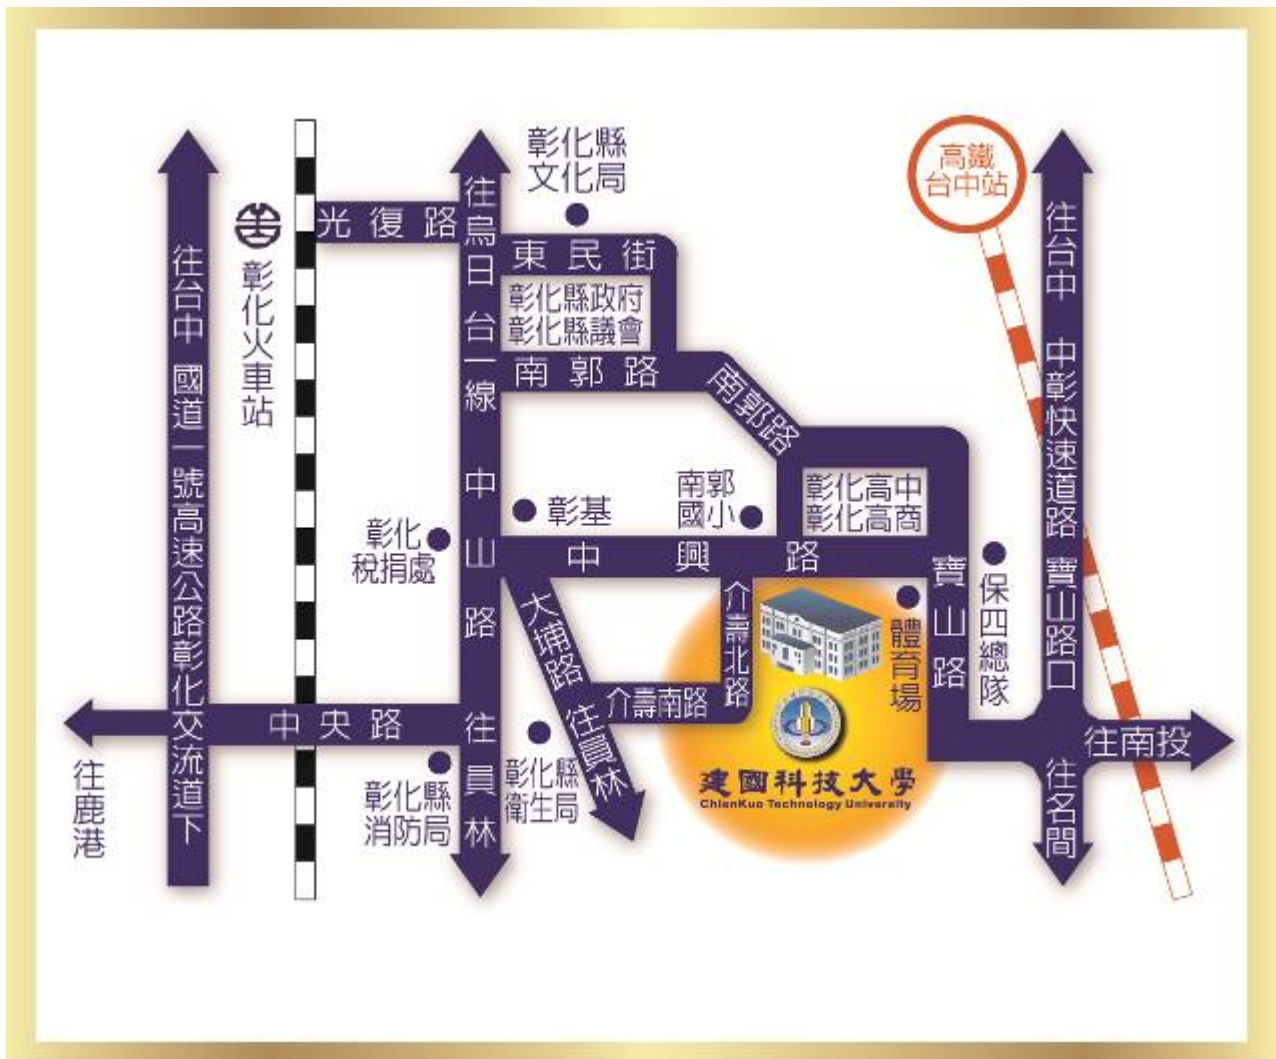 彰化縣
文化局
高鐵
台中站
往烏日 台一線 中山路 往員林
往台中 中彰快速道路 寶山路口
往名間
光復路
東民街
往台中 國道一號高速公路彰化交流道下
彰化火車站
彰化縣政府
彰化縣議會
南郭路
南郭路
彰基
南郭
國小
彰化高中
彰化高商
彰化
稅捐處
中興路
大埔路 往員林
介壽北路
體育場
寶山路
保四總隊
介壽南路
中央路
往南投
往鹿港
彰化縣
消防局
彰化縣
衛生局
建國科技大學
ChienKuo Technology University